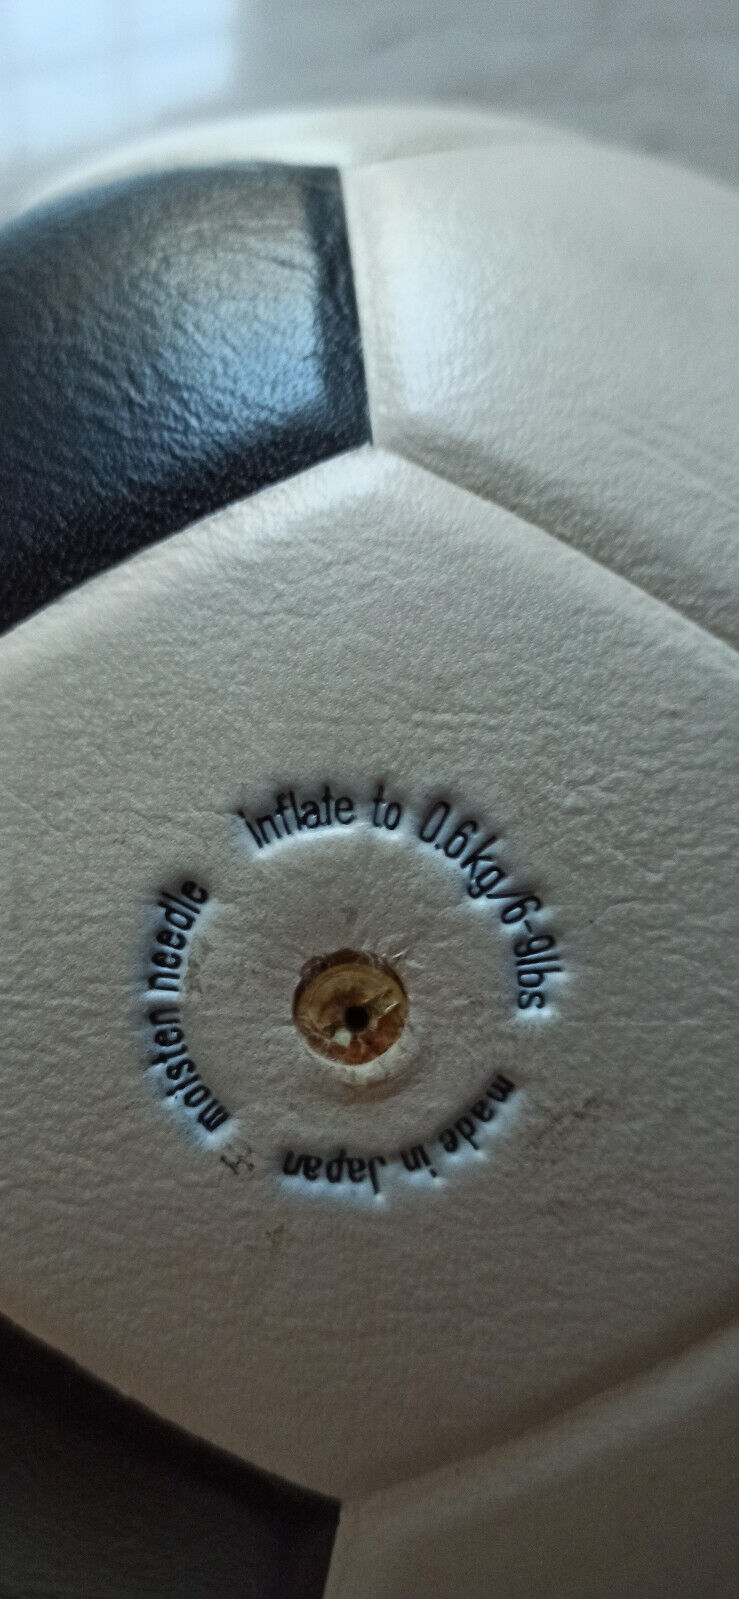 inflate to 0.6kg/6-9lbs
made in Japan
moisten needle